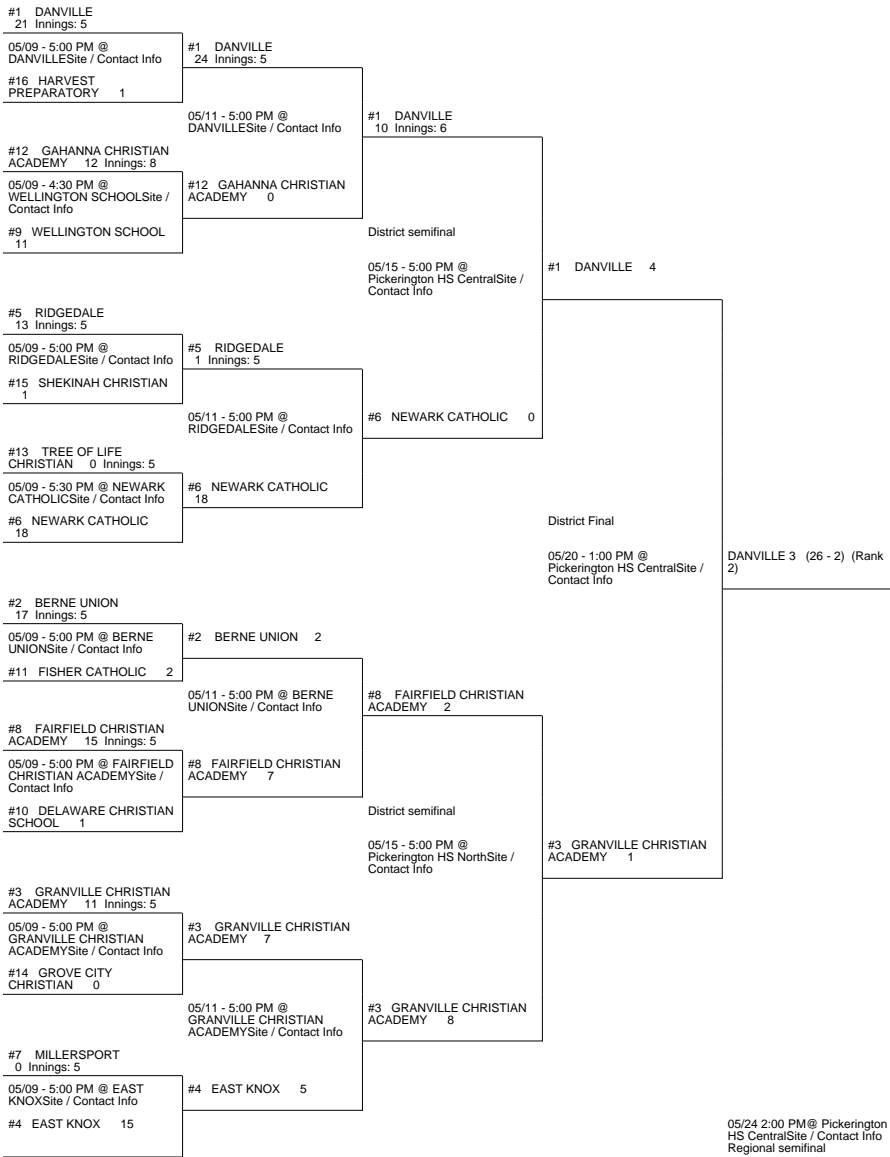 #1 DANVILLE
21 Innings: 5
05/09 - 5:00 PM @
DANVILLESite / Contact Info
#16 HARVEST
PREPARATORY 1
#12 GAHANNA CHRISTIAN
ACADEMY 12 Innings: 8
05/09 - 4:30 PM @
WELLINGTON SCHOOLSite /
Contact Info
#9 WELLINGTON SCHOOL
11
#5 RIDGEDALE
13 Innings: 5
05/09 - 5:00 PM @
RIDGEDALESite / Contact Info
#15 SHEKINAH CHRISTIAN
1
#13 TREE OF LIFE
CHRISTIAN 0 Innings: 5
05/09 - 5:30 PM @ NEWARK
CATHOLICSite / Contact Info
#6 NEWARK CATHOLIC
18
#2 BERNE UNION
17 Innings: 5
05/09 - 5:00 PM @ BERNE
UNIONSite / Contact Info
#11 FISHER CATHOLIC 2
#8 FAIRFIELD CHRISTIAN
ACADEMY 15 Innings: 5
05/09 - 5:00 PM @ FAIRFIELD
CHRISTIAN ACADEMYSite /
Contact Info
#10 DELAWARE CHRISTIAN
SCHOOL 1
#3 GRANVILLE CHRISTIAN
ACADEMY 11 Innings: 5
05/09 - 5:00 PM @
GRANVILLE CHRISTIAN
ACADEMYSite / Contact Info
#14 GROVE CITY
CHRISTIAN 0
#7 MILLERSPORT
0 Innings: 5
05/09 - 5:00 PM @ EAST
KNOXSite / Contact Info
#4 EAST KNOX 15
#1 DANVILLE
24 Innings: 5
05/11 - 5:00 PM @
DANVILLESite / Contact Info
#12 GAHANNA CHRISTIAN
ACADEMY 0
#5 RIDGEDALE
1 Innings: 5
05/11 - 5:00 PM @
RIDGEDALESite / Contact Info
#6 NEWARK CATHOLIC
18
#2 BERNE UNION 2
05/11 - 5:00 PM @ BERNE
UNIONSite / Contact Info
#8 FAIRFIELD CHRISTIAN
ACADEMY 7
#3 GRANVILLE CHRISTIAN
ACADEMY 7
05/11 - 5:00 PM @
GRANVILLE CHRISTIAN
ACADEMYSite / Contact Info
#4 EAST KNOX 5
#1 DANVILLE
10 Innings: 6
District semifinal
05/15 - 5:00 PM @
Pickerington HS CentralSite /
Contact Info
#6 NEWARK CATHOLIC 0
#8 FAIRFIELD CHRISTIAN
ACADEMY 2
District semifinal
05/15 - 5:00 PM @
Pickerington HS NorthSite /
Contact Info
#3 GRANVILLE CHRISTIAN
ACADEMY 8
#1 DANVILLE 4
District Final
05/20 - 1:00 PM @
Pickerington HS CentralSite /
Contact Info
#3 GRANVILLE CHRISTIAN
ACADEMY 1
DANVILLE 3 (26 - 2) (Rank
2)
05/24 2:00 PM@ Pickerington
HS CentralSite / Contact Info
Regional semifinal